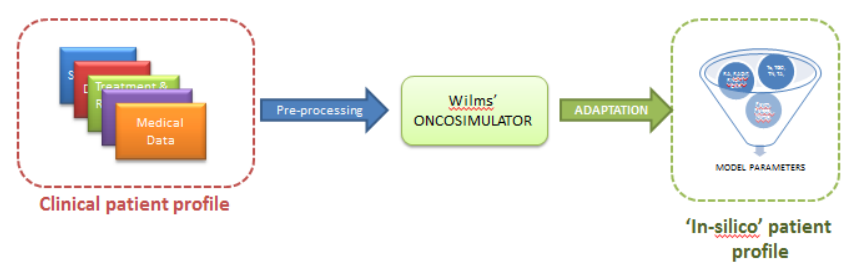 S
D
Treatment &
R
Medical
Data
Clinical patient profile
Pre-processing
Wilms’
ONCOSIMULATOR
ADAPTATION
MODEL PARAMETERS
‘In-silico’ patient
profile